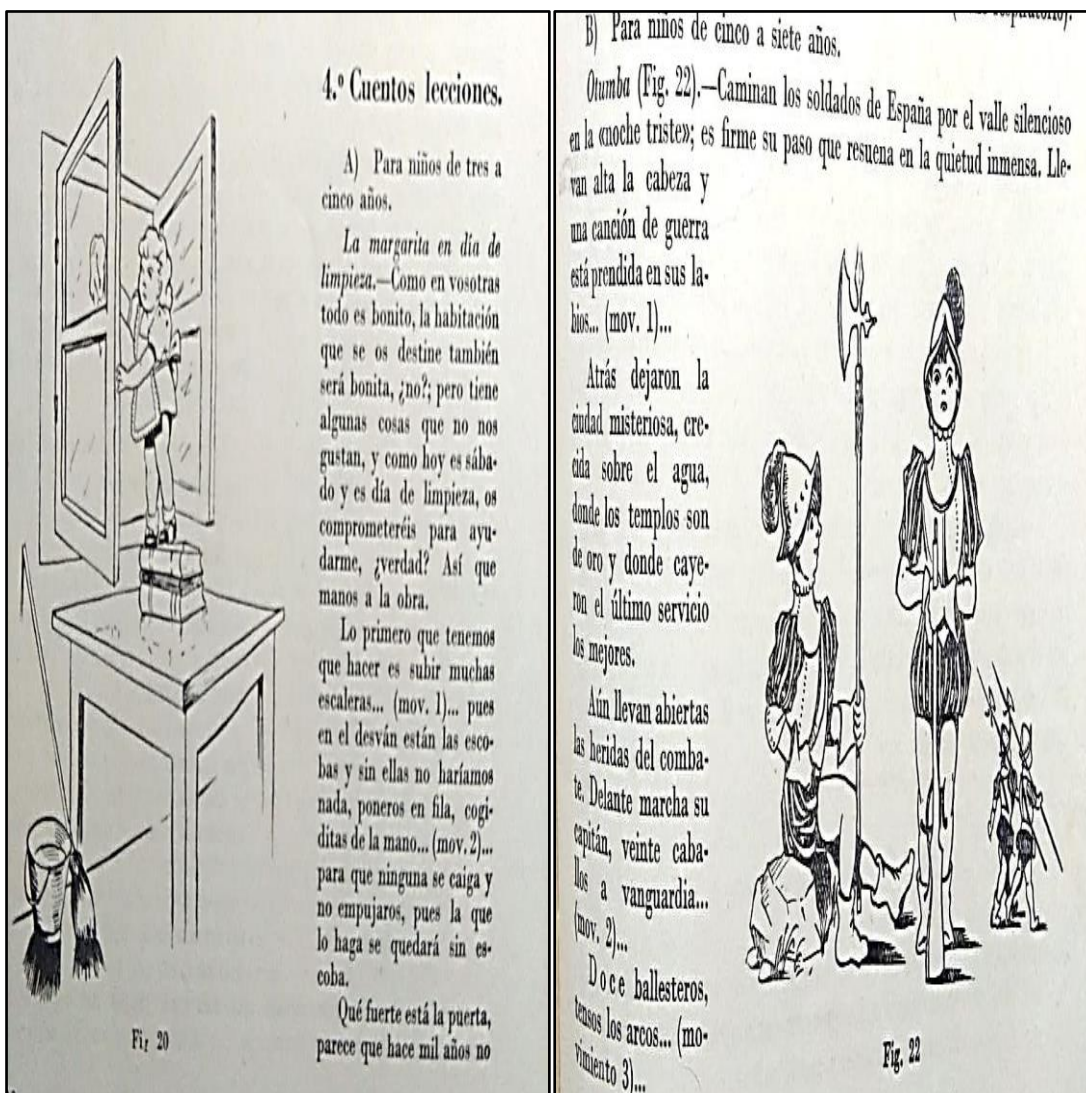 4.º Cuentos lecciones.
A) Para niños de tres a
cinco años.
La margarita en día de
limpieza.—Como en vosotras
todo es bonito, la habitación
que se os destine también
será bonita, ¿no?; pero tiene
algunas cosas que no nos
gustan, y como hoy es sába-
do y es día de limpieza, os
comprometeréis para ayu-
darme, ¿verdad? Así que
manos a la obra.
Lo primero que tenemos
que hacer es subir muchas
escaleras... (mov. 1)... pues
en el desván están las esco-
bas y sin ellas no haríamos
nada, poneros en fila, cogi-
ditas de la mano... (mov. 2)...
para que ninguna se caiga y
no empujaros, pues la que
lo haga se quedará sin es-
coba.
Qué fuerte está la puerta,
parece que hace mil años no
Fig 20
B) Para niños de cinco a siete años.
Otumba (Fig. 22).—Caminan los soldados de España por el valle silencioso
en la «noche triste»; es firme su paso que resuena en la quietud inmensa. Lle-
van alta la cabeza y
una canción de guerra
está prendida en sus la-
bios... (mov. 1)...
Atrás dejaron la
ciudad misteriosa, cre-
cida sobre el agua,
donde los templos son
de oro y donde caye-
ron el último servicio
los mejores.
Aún llevan abiertas
las heridas del comba-
te. Delante marcha su
capitán, veinte caba-
llos a vanguardia...
(mov. 2)...
Doce ballesteros,
tensos los arcos... (mo-
vimiento 3)...
Fig. 22